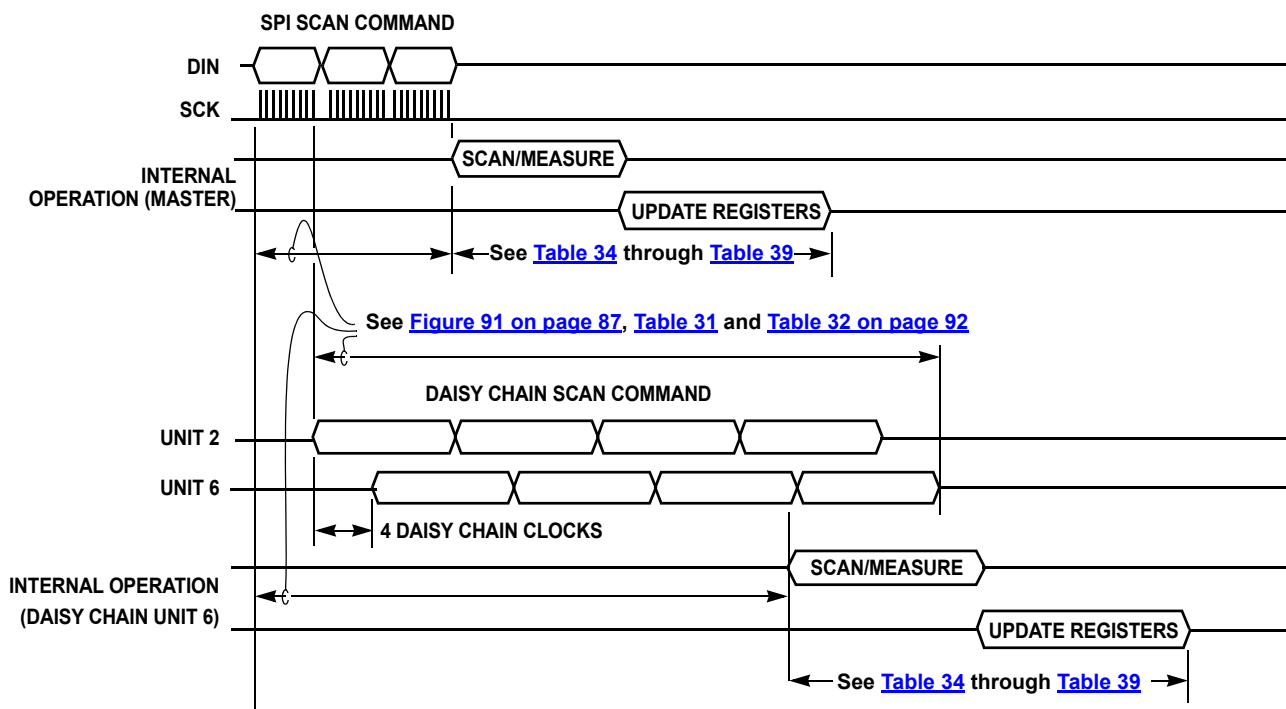 SPI SCAN COMMAND
DIN
SCK
SCAN/MEASURE
INTERNAL
OPERATION (MASTER)
UPDATE REGISTERS
See Table 34 through Table 39
See Figure 91 on page 87, Table 31 and Table 32 on page 92
DAISY CHAIN SCAN COMMAND
UNIT 2
UNIT 6
4 DAISY CHAIN CLOCKS
SCAN/MEASURE
INTERNAL OPERATION
(DAISY CHAIN UNIT 6)
UPDATE REGISTERS
See Table 34 through Table 39